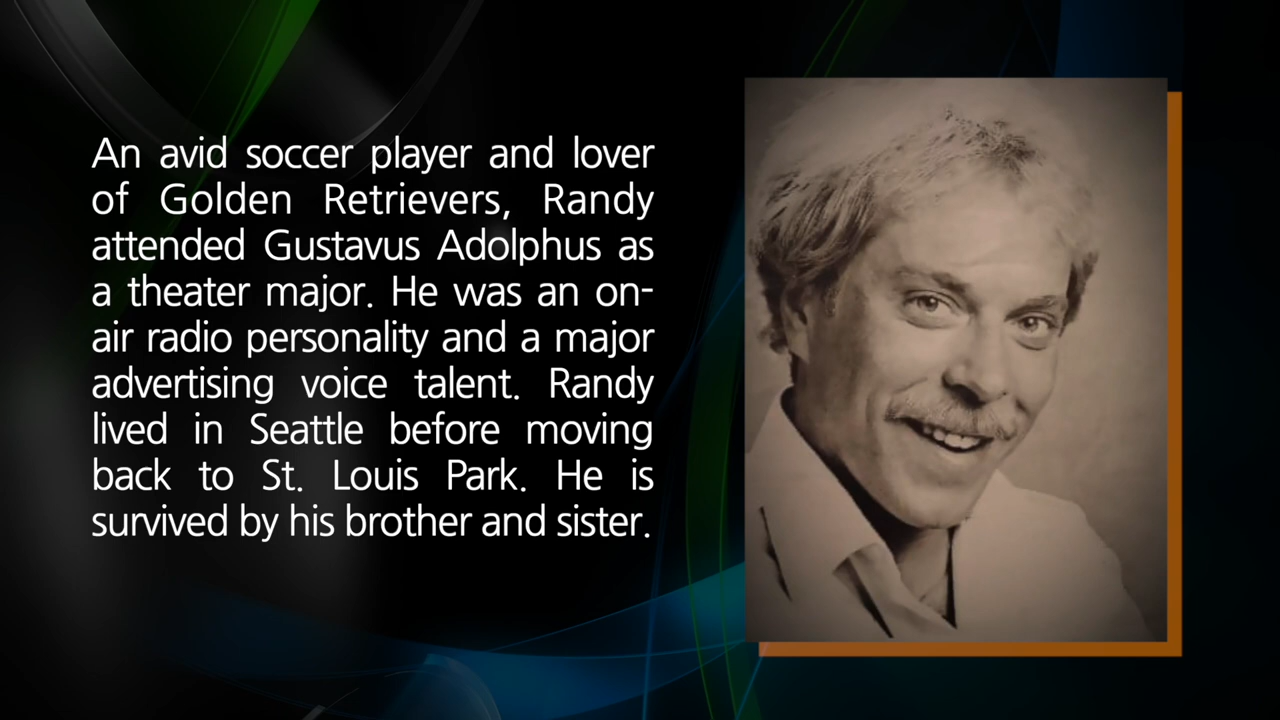 An avid soccer player and lover
of Golden Retrievers, Randy
attended Gustavus Adolphus as
a theater major. He was an on-
air radio personality and a major
advertising voice talent. Randy
lived in Seattle before moving
back to St. Louis Park. He is
survived by his brother and sister.